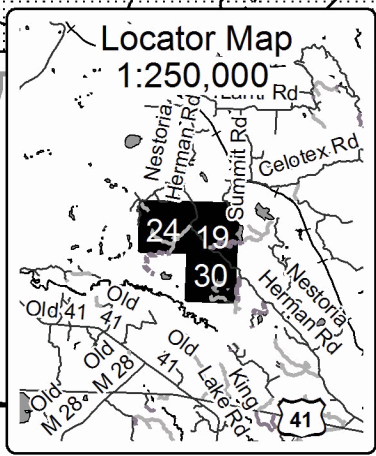 Locator Map
1:250,000
Rd
Nestoria
Herman Rd
Summit Rd
Celotex Rd
24
19
30
Nestoria
Herman Rd
Old 41
Old
41
Old
41
Old
M 28
Old
M 28
King
Lake Rd
41